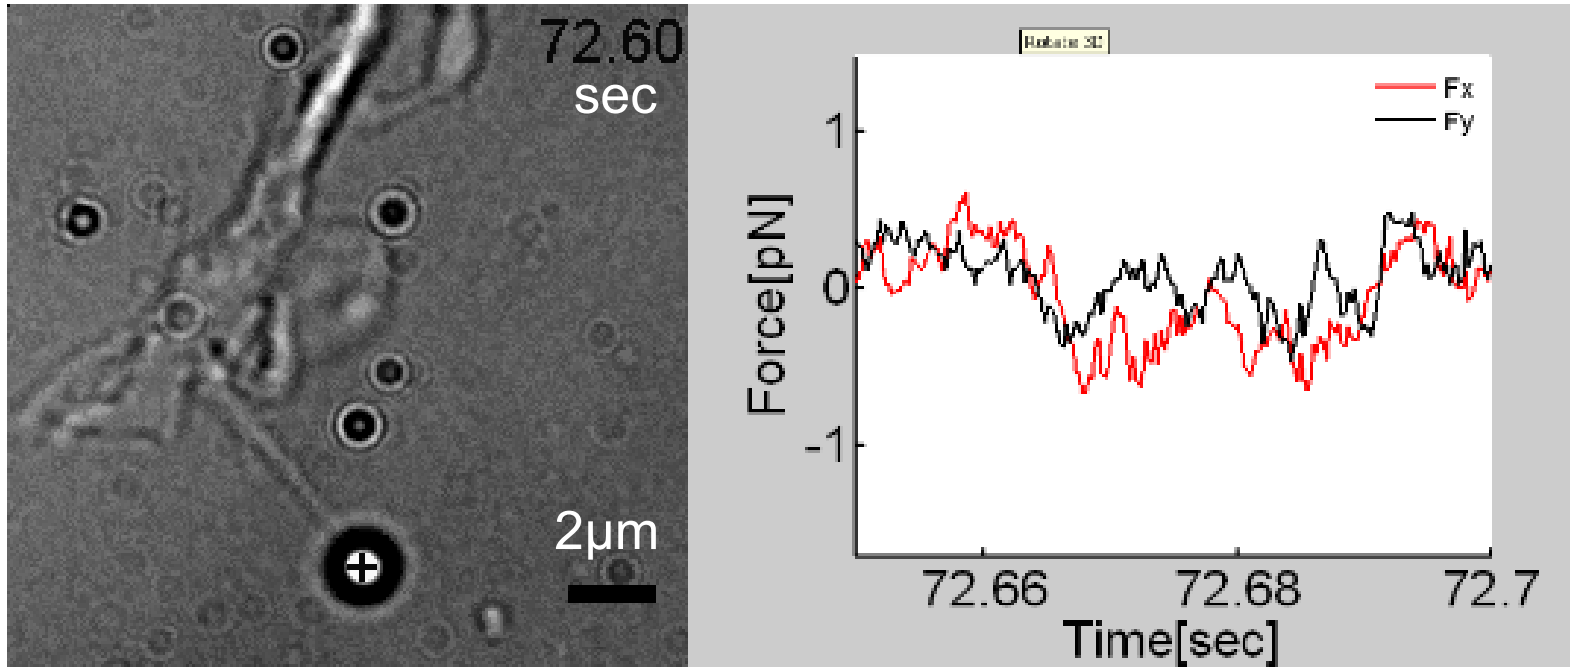 72.60
sec
2µm
Rotate 3D
Fx
Fy
1
0
-1
Force[pN]
72.66
72.68
72.7
Time[sec]